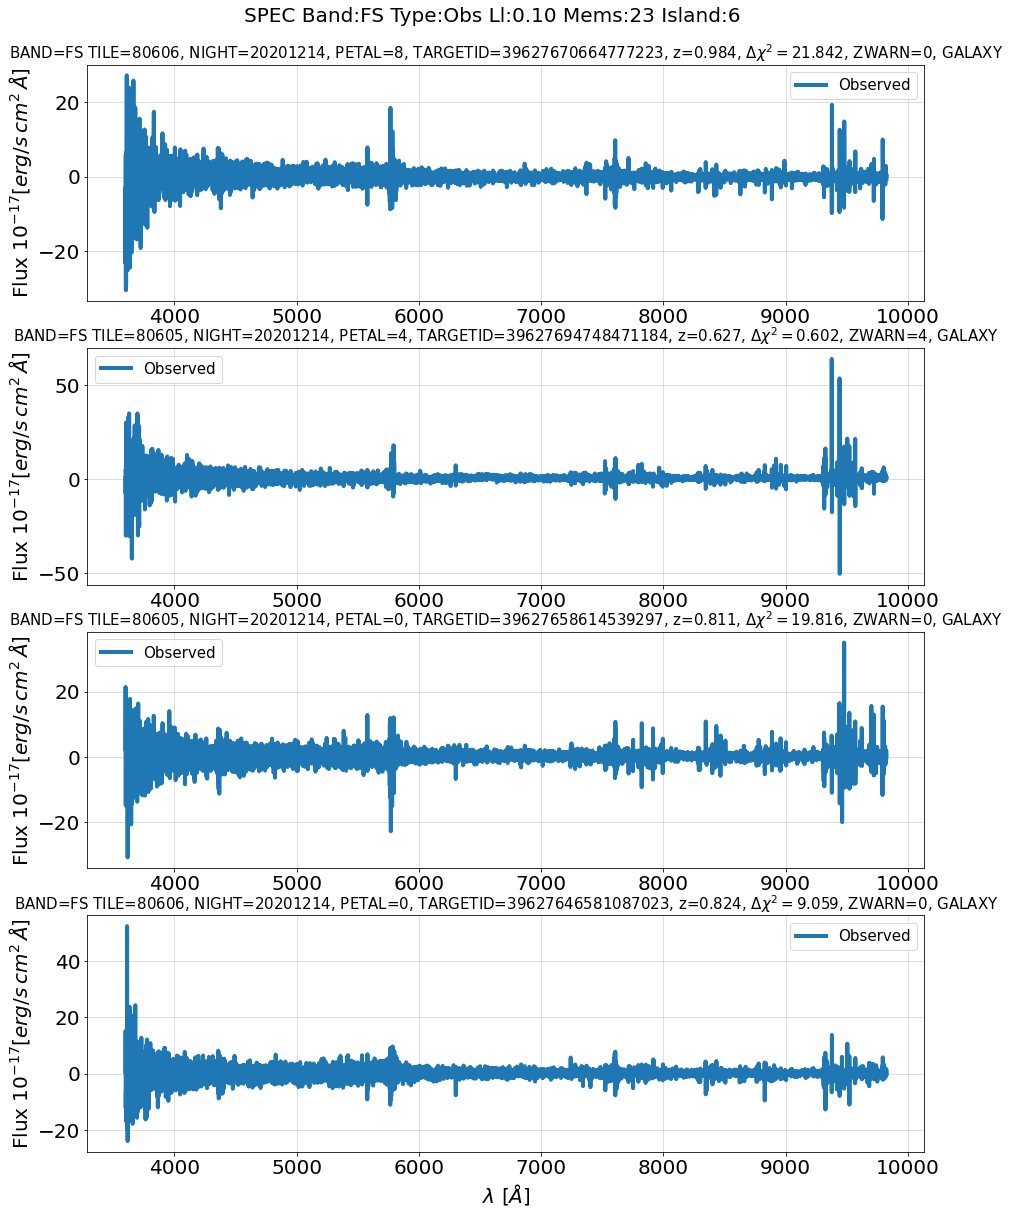 SPEC Band:FS Type:Obs Ll:0.10 Mems:23 Island:6
BAND=FS TILE=80606, NIGHT=20201214, PETAL=8, TARGETID=39627670664777223, z=0.984, Δχ² = 21.842, ZWARN=0, GALAXY
Flux 10⁻¹⁷[erg/s cm² Å]
20
0
−20
Observed
4000 5000 6000 7000 8000 9000 10000
BAND=FS TILE=80605, NIGHT=20201214, PETAL=4, TARGETID=39627694748471184, z=0.627, Δχ² = 0.602, ZWARN=4, GALAXY
Flux 10⁻¹⁷[erg/s cm² Å]
50
0
−50
Observed
4000 5000 6000 7000 8000 9000 10000
BAND=FS TILE=80605, NIGHT=20201214, PETAL=0, TARGETID=39627658614539297, z=0.811, Δχ² = 19.816, ZWARN=0, GALAXY
Flux 10⁻¹⁷[erg/s cm² Å]
20
0
−20
Observed
4000 5000 6000 7000 8000 9000 10000
BAND=FS TILE=80606, NIGHT=20201214, PETAL=0, TARGETID=39627646581087023, z=0.824, Δχ² = 9.059, ZWARN=0, GALAXY
Flux 10⁻¹⁷[erg/s cm² Å]
40
20
0
−20
Observed
4000 5000 6000 7000 8000 9000 10000
λ [Å]